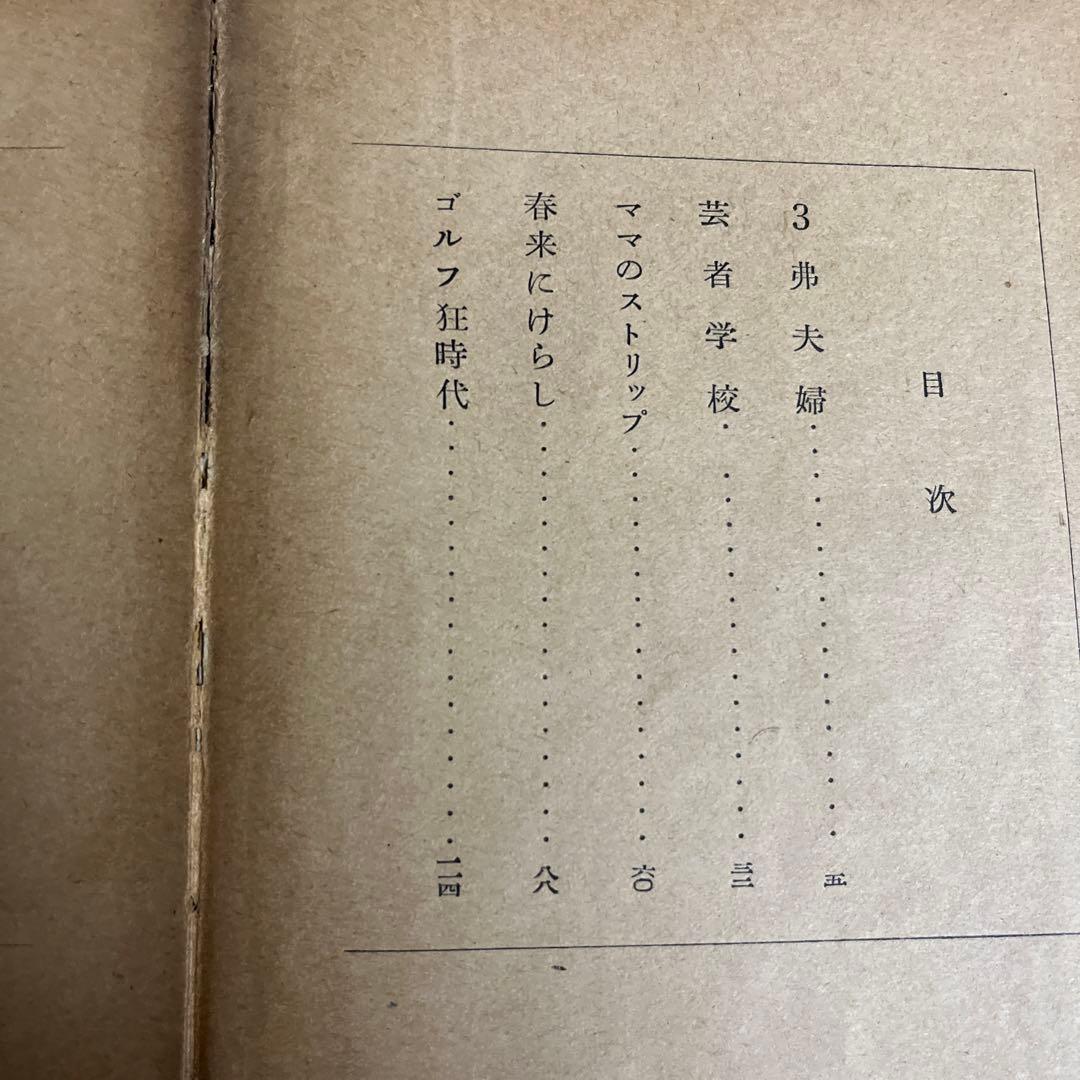 目次
3弗夫婦・・・・・・・・・・・・・・・・・五
芸者学校・・・・・・・・・・・・・・・・・三二
ママのストリップ・・・・・・・・・・・・・・・・六〇
春来にけらし・・・・・・・・・・・・・・・・・八八
ゴルフ狂時代・・・・・・・・・・・・・・・・・一一四